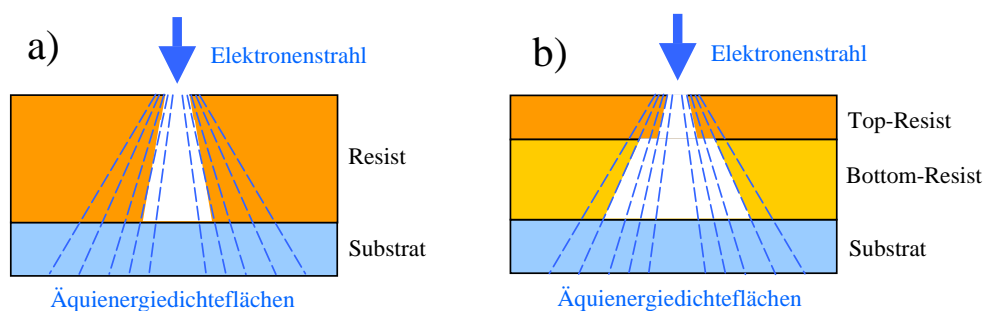 a)
Elektronenstrahl
Resist
Substrat
Äquienergiedichteflächen
b)
Elektronenstrahl
Top-Resist
Bottom-Resist
Substrat
Äquienergiedichteflächen